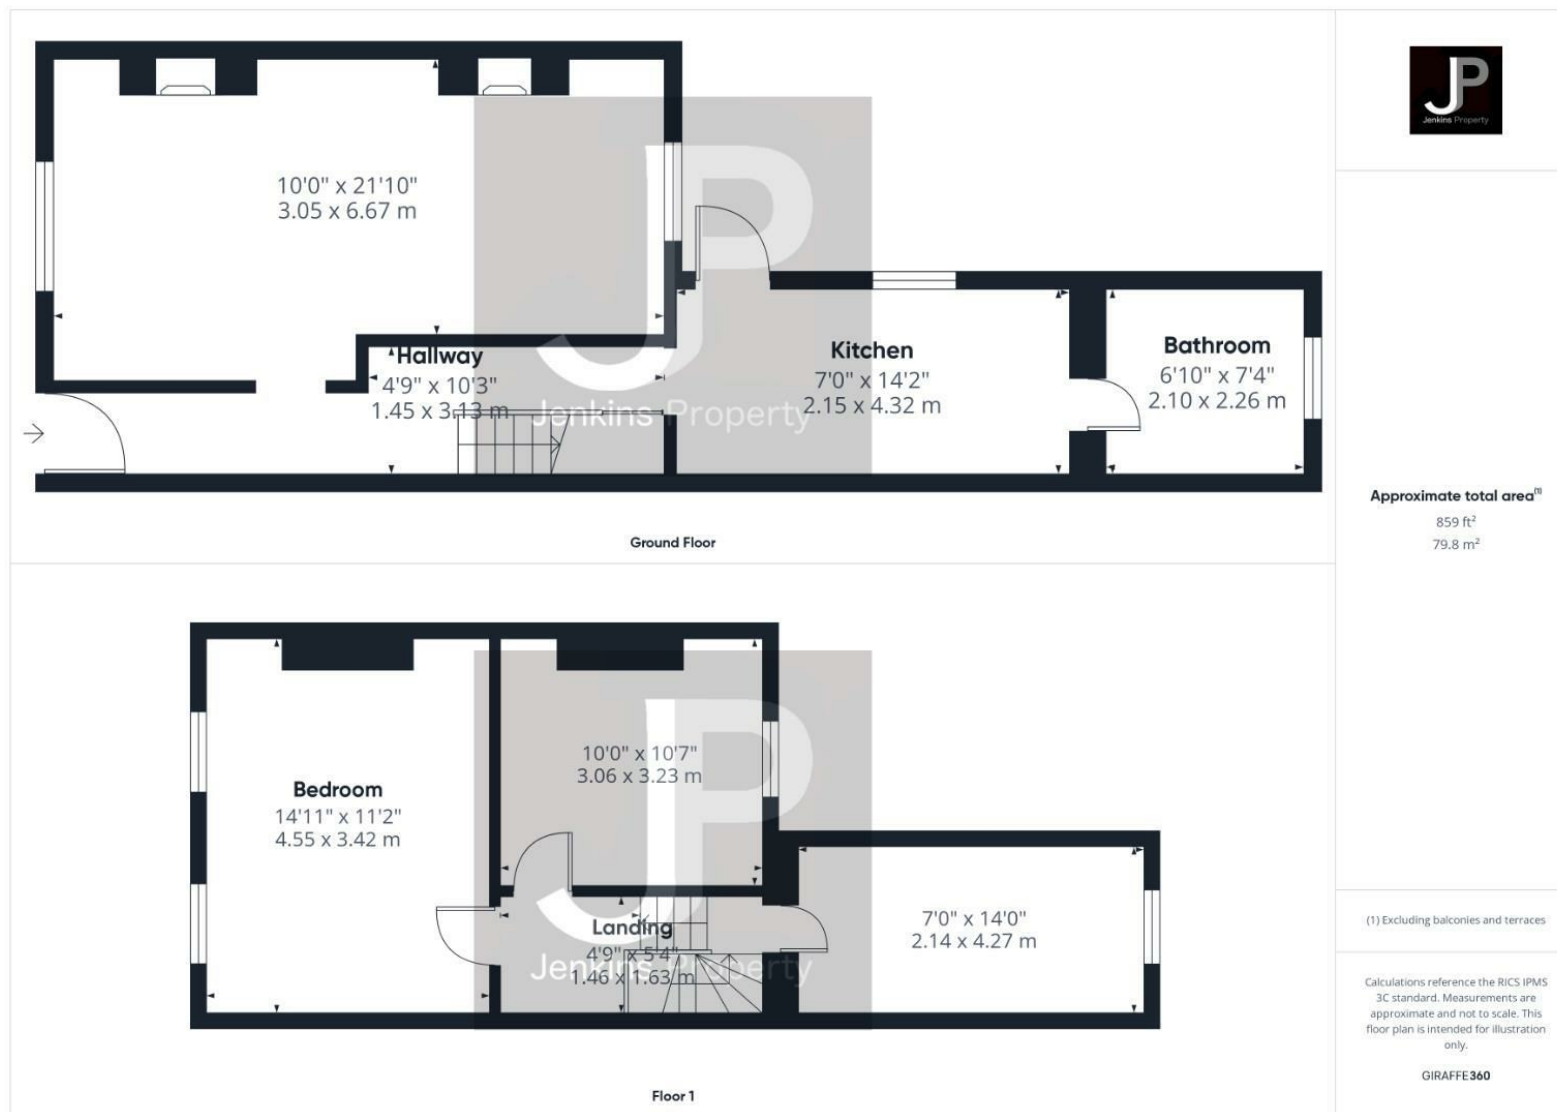 10'0" x 21'10"
3.05 x 6.67 m
Hallway
4'9" x 10'3"
1.45 x 3.13 m
Kitchen
7'0" x 14'2"
2.15 x 4.32 m
Bathroom
6'10" x 7'4"
2.10 x 2.26 m
JP
Jenkins Property
Ground Floor
Bedroom
14'11" x 11'2"
4.55 x 3.42 m
10'0" x 10'7"
3.06 x 3.23 m
Landing
4'9" x 5'4"
1.46 x 1.63 m
7'0" x 14'0"
2.14 x 4.27 m
JP
Jenkins Property
Floor 1
JP
Jenkins Property
Approximate total area(1)
859 ft²
79.8 m²
(1) Excluding balconies and terraces
Calculations reference the RICS IPMS
3C standard. Measurements are
approximate and not to scale. This
floor plan is intended for illustration
only.
GIRAFFE360